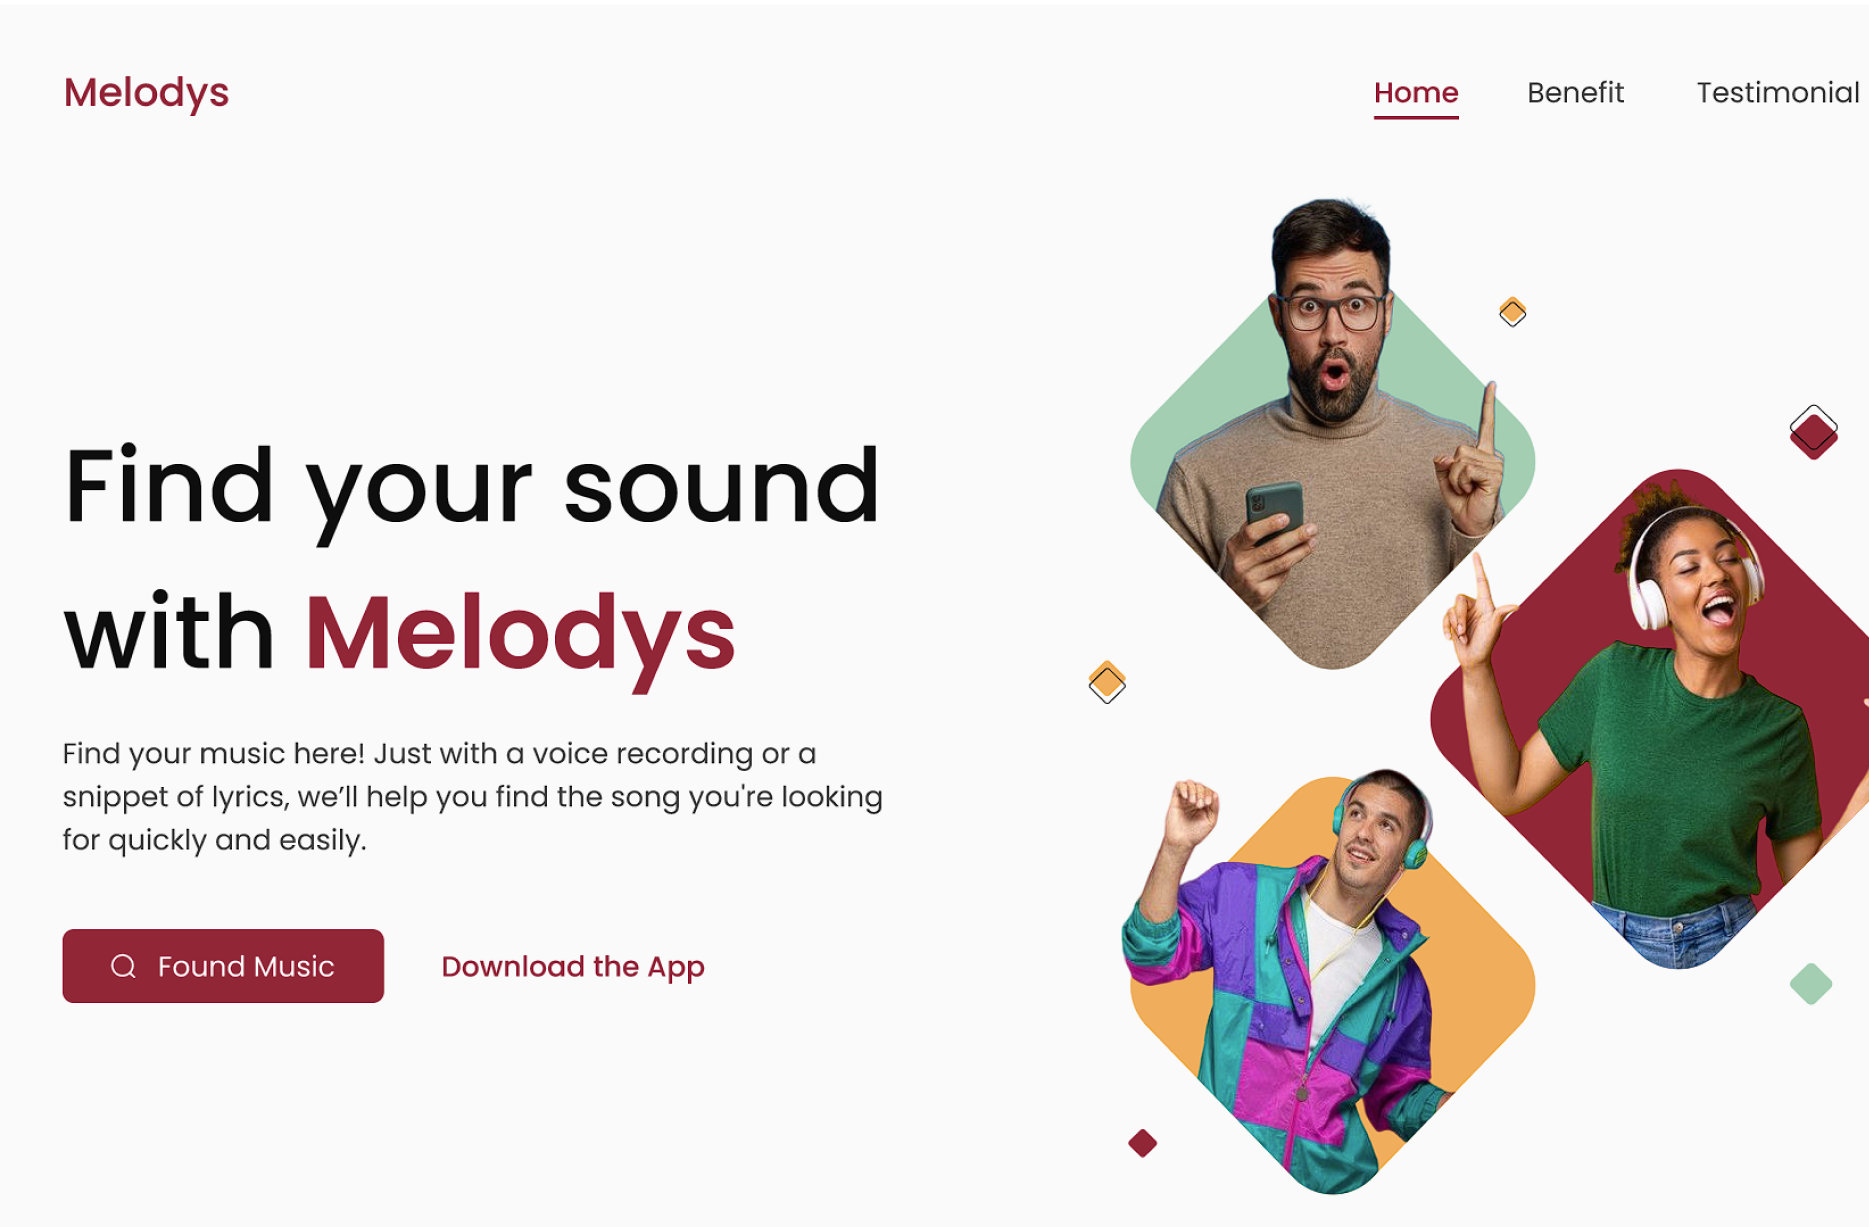 Melodys
Home Benefit Testimonial
Find your sound
with Melodys
Find your music here! Just with a voice recording or a
snippet of lyrics, we’ll help you find the song you're looking
for quickly and easily.
Found Music
Download the App